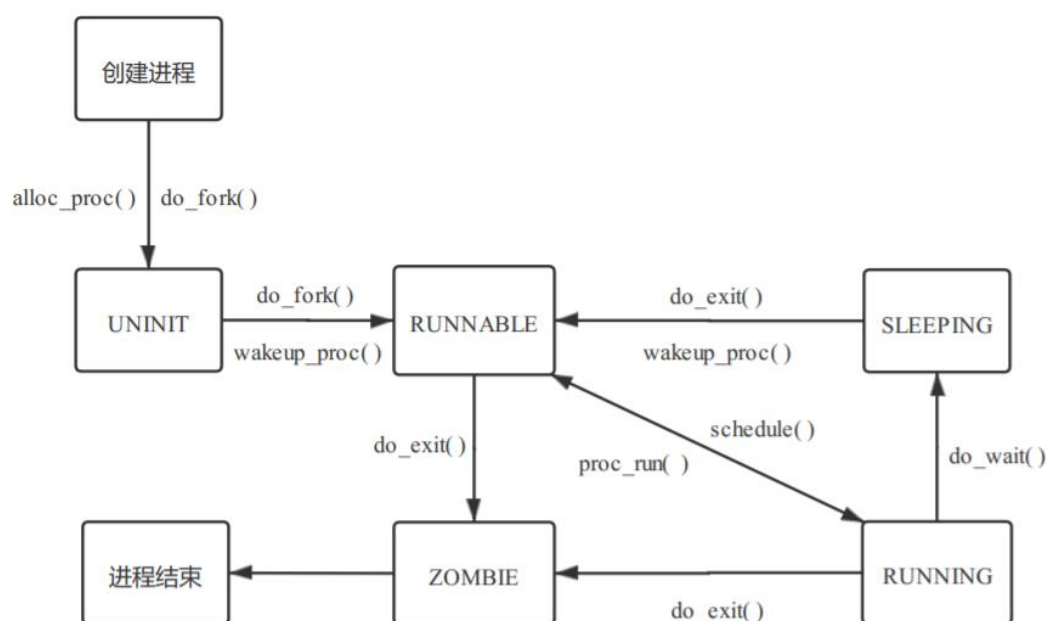 创建进程
alloc_proc( )
do_fork( )
UNINIT
do_fork( )
wakeup_proc( )
RUNNABLE
do_exit( )
wakeup_proc( )
SLEEPING
do_exit( )
schedule( )
proc_run( )
do_wait( )
进程结束
ZOMBIE
do_exit( )
RUNNING